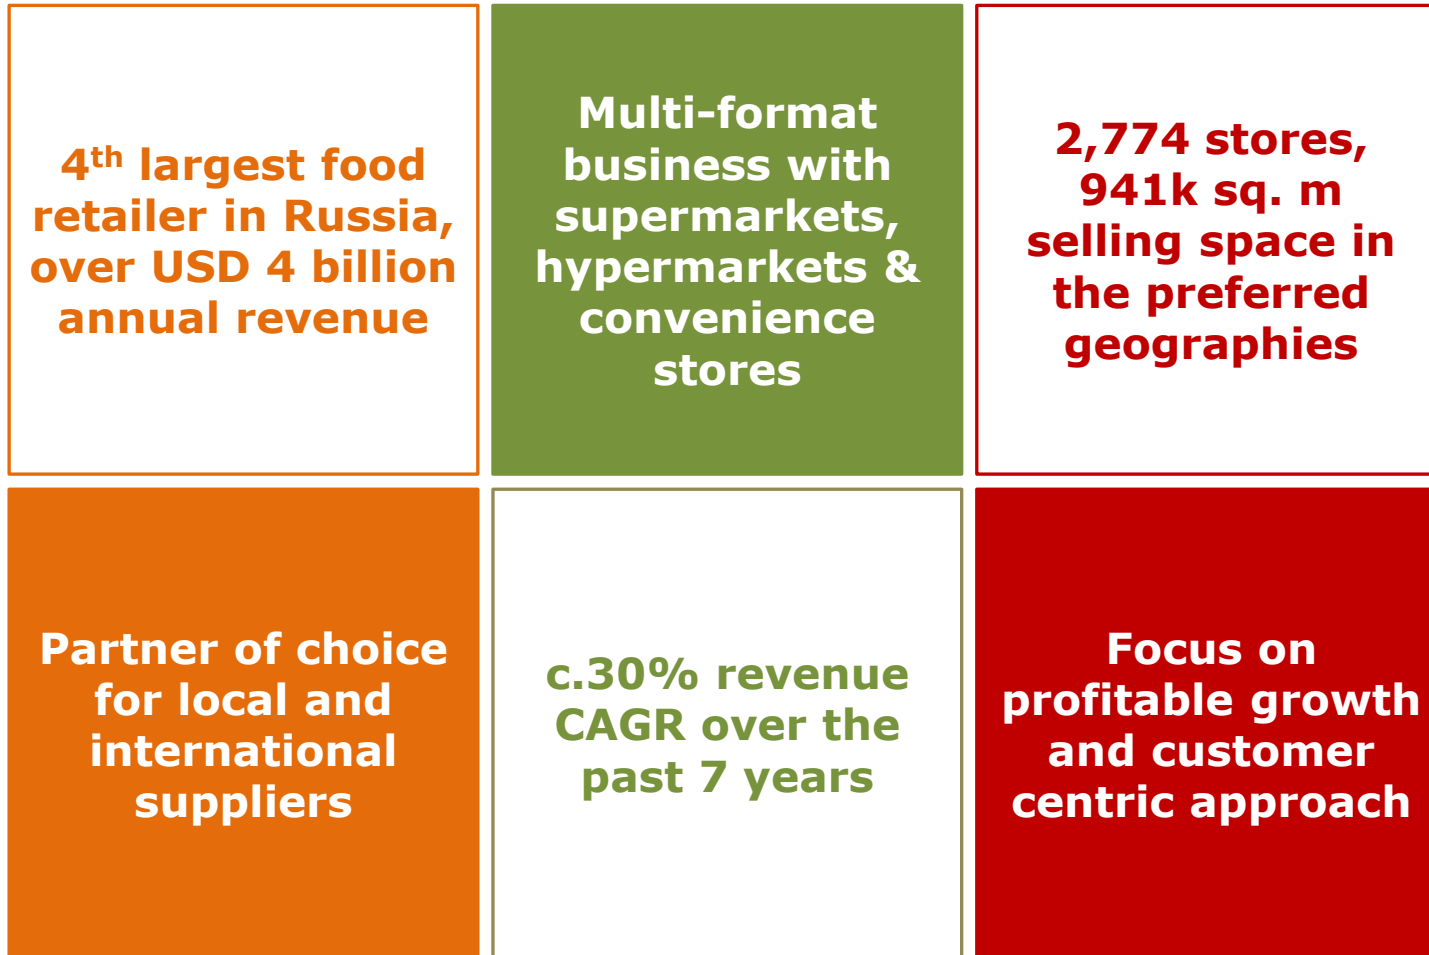 4th largest food
retailer in Russia,
over USD 4 billion
annual revenue
Multi-format
business with
supermarkets,
hypermarkets &
convenience
stores
2,774 stores,
941k sq. m
selling space in
the preferred
geographies
Partner of choice
for local and
international
suppliers
c.30% revenue
CAGR over the
past 7 years
Focus on
profitable growth
and customer
centric approach